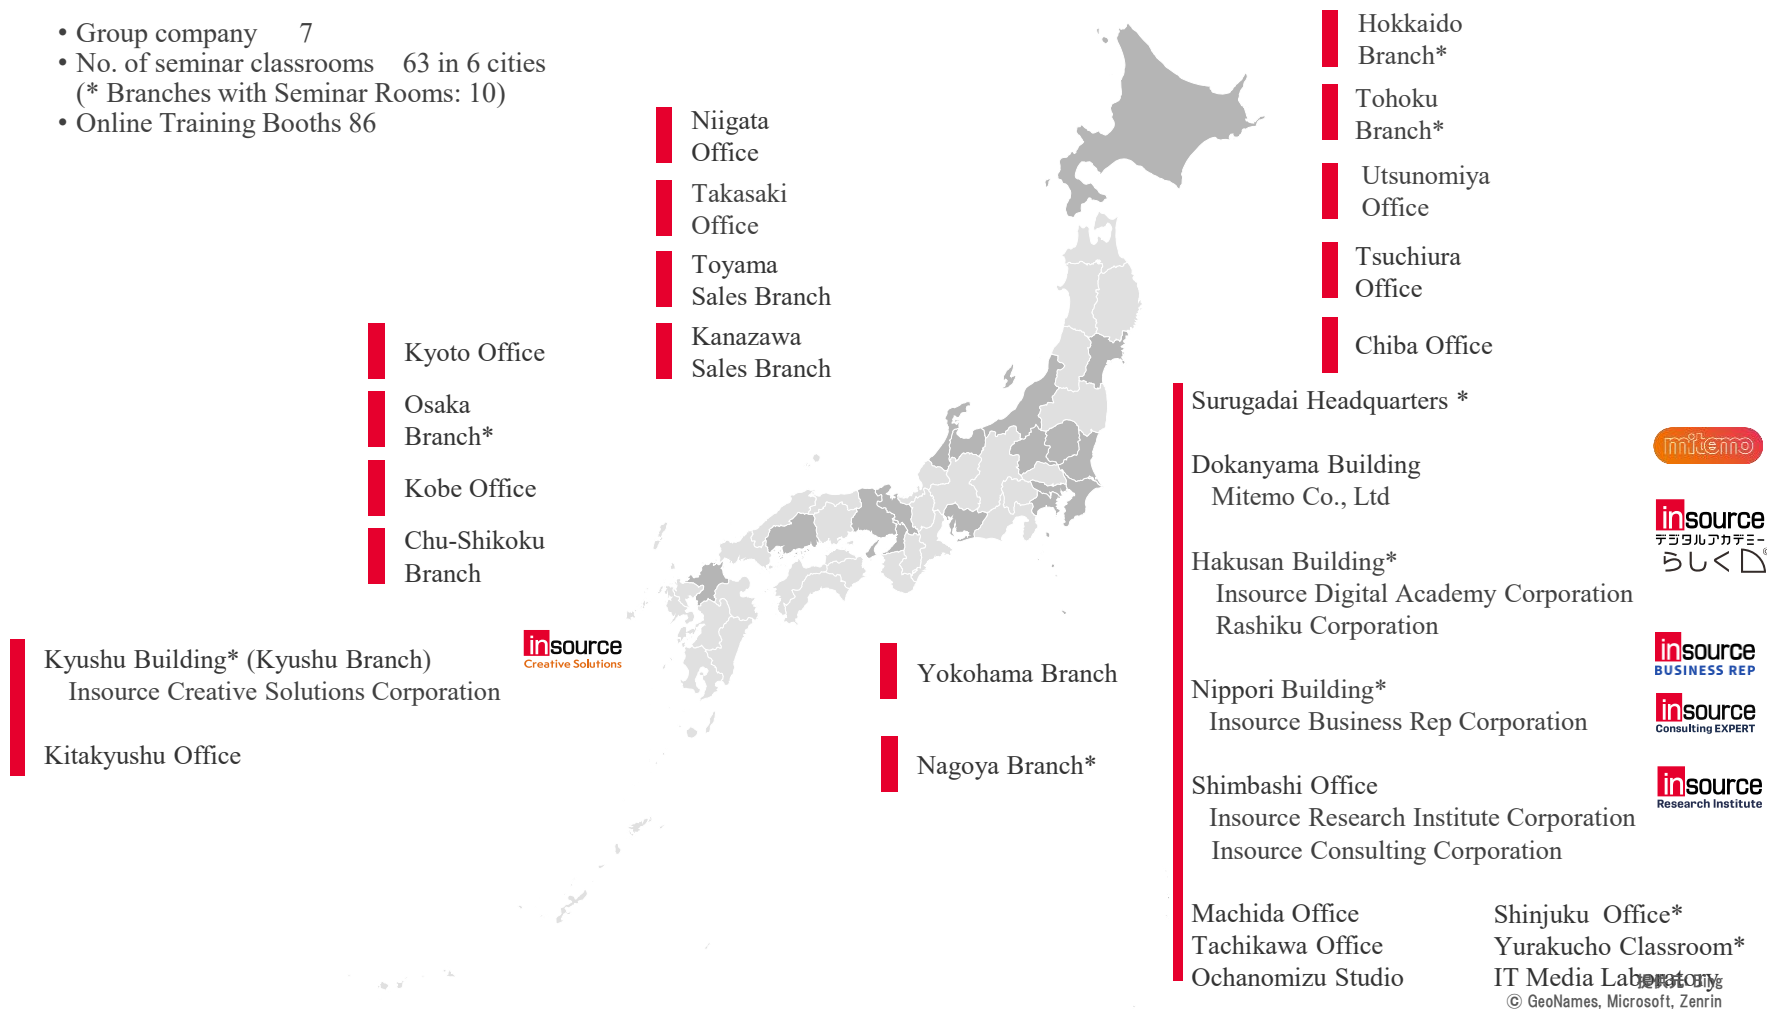 • Group company 7
• No. of seminar classrooms 63 in 6 cities
(* Branches with Seminar Rooms: 10)
• Online Training Booths 86
Niigata
Office
Takasaki
Office
Toyama
Sales Branch
Kanazawa
Sales Branch
Kyoto Office
Osaka
Branch*
Kobe Office
Chu-Shikoku
Branch
Kyushu Building* (Kyushu Branch)
Insource Creative Solutions Corporation
Kitakyushu Office
insource
Creative Solutions
Yokohama Branch
Nagoya Branch*
Hokkaido
Branch*
Tohoku
Branch*
Utsunomiya
Office
Tsuchiura
Office
Chiba Office
Surugadai Headquarters *
Dokanyama Building
Mitemo Co., Ltd
Hakusan Building*
Insource Digital Academy Corporation
Rashiku Corporation
Nippori Building*
Insource Business Rep Corporation
Shimbashi Office
Insource Research Institute Corporation
Insource Consulting Corporation
Machida Office
Tachikawa Office
Ochanomizu Studio
Shinjuku Office*
Yurakucho Classroom*
IT Media Laboratory
mitemo
insource
デジタルアカデミー
らしく
insource
BUSINESS REP
insource
Consulting EXPERT
insource
Research Institute
提供元 Bing
© GeoNames, Microsoft, Zenrin